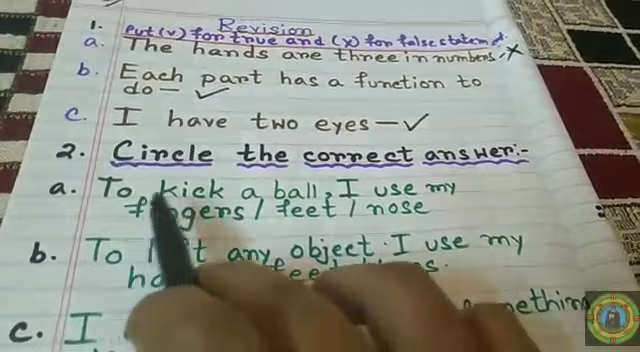 Revision
1. Put (v) for true and (x) for false statement.
a. The hands are three in numbers. ✗
b. Each part has a function to
do — ✓
c. I have two eyes — ✓
2. Circle the correct answer:-
a. To kick a ball, I use my
fingers / feet / nose
b. To any object. I use my
c. I something